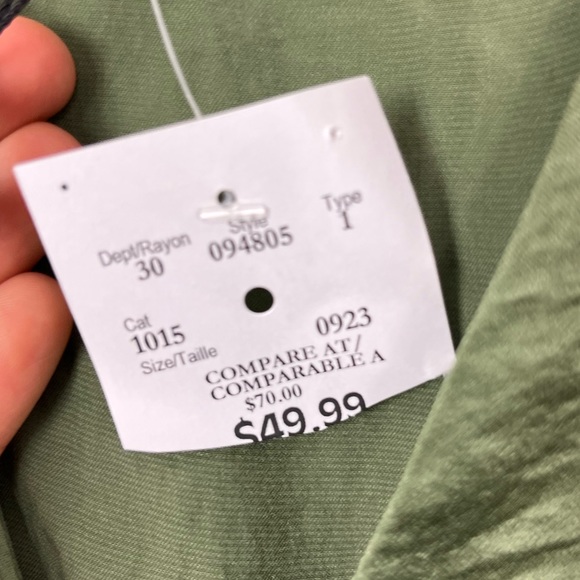 Dept/Rayon Style Type
30 094805 1
Cat 0923
1015
Size/Taille
COMPARE AT/
COMPARABLE A
$70.00
$49.99